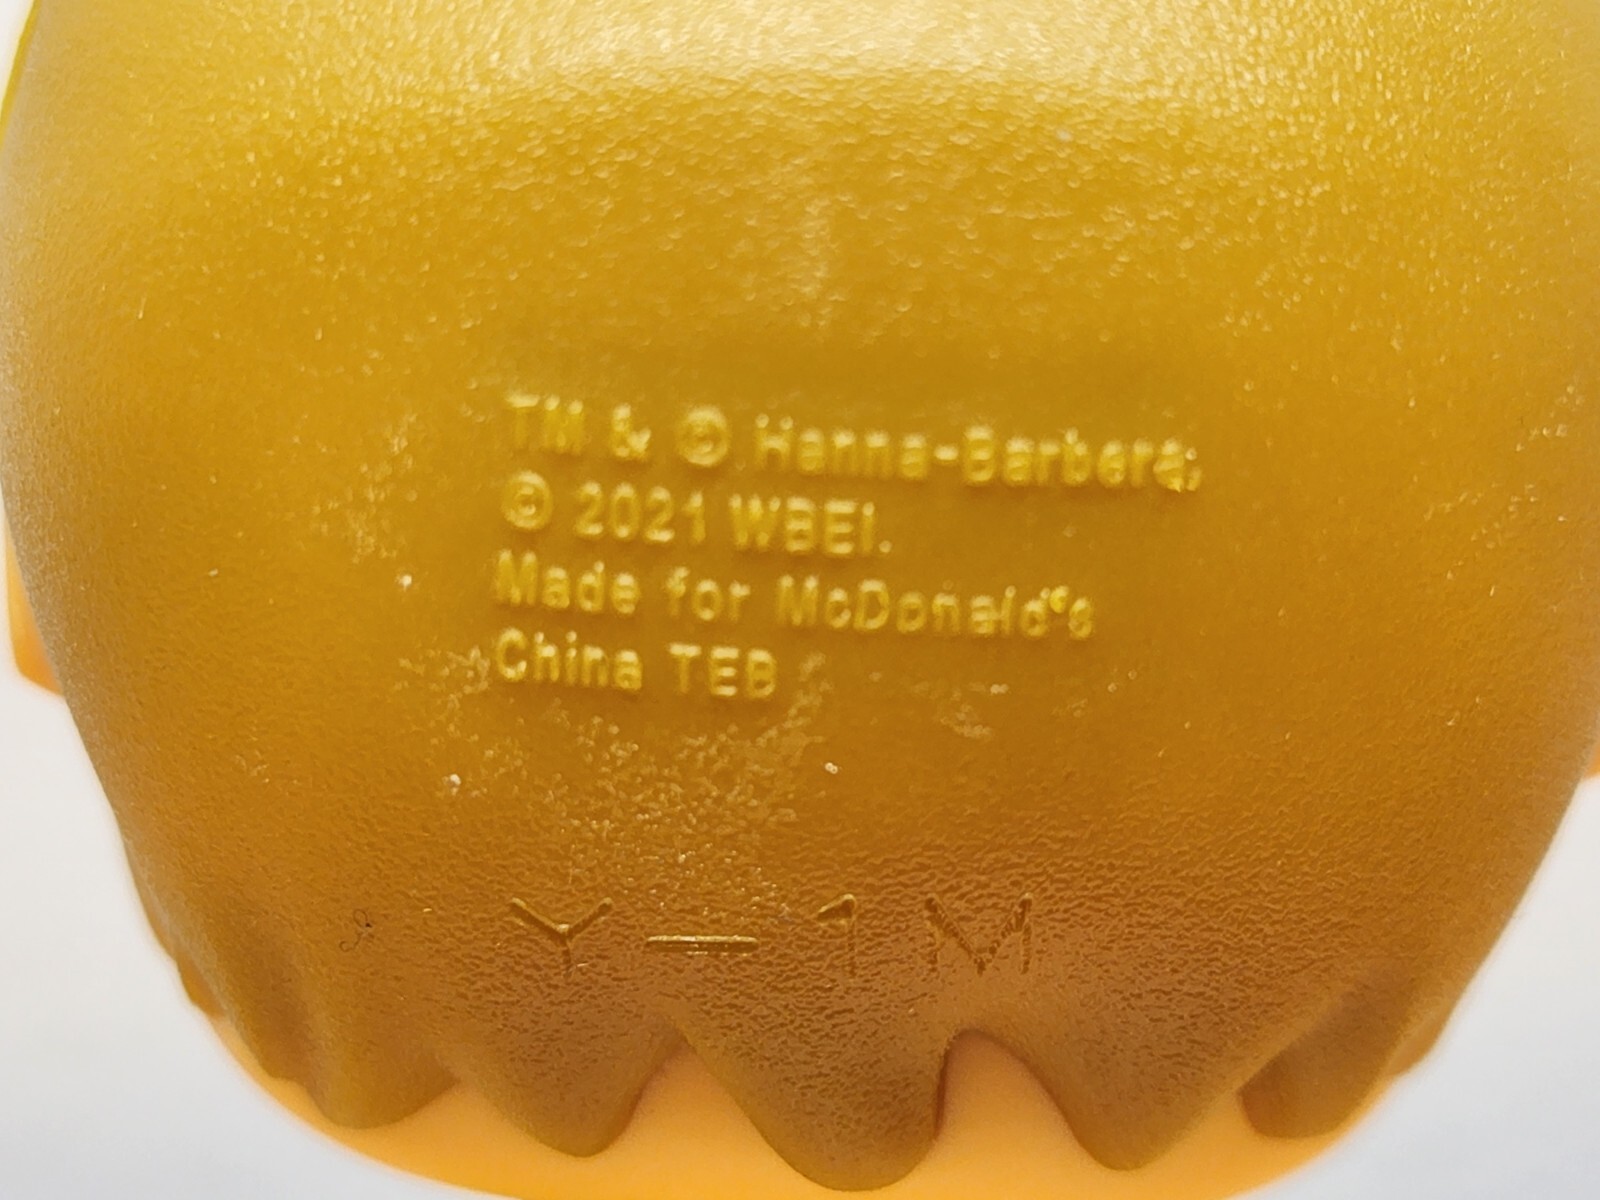 TM & © Hanna-Barbera,
© 2021 WBEI.
Made for McDonald's
China TEB
Y-1M